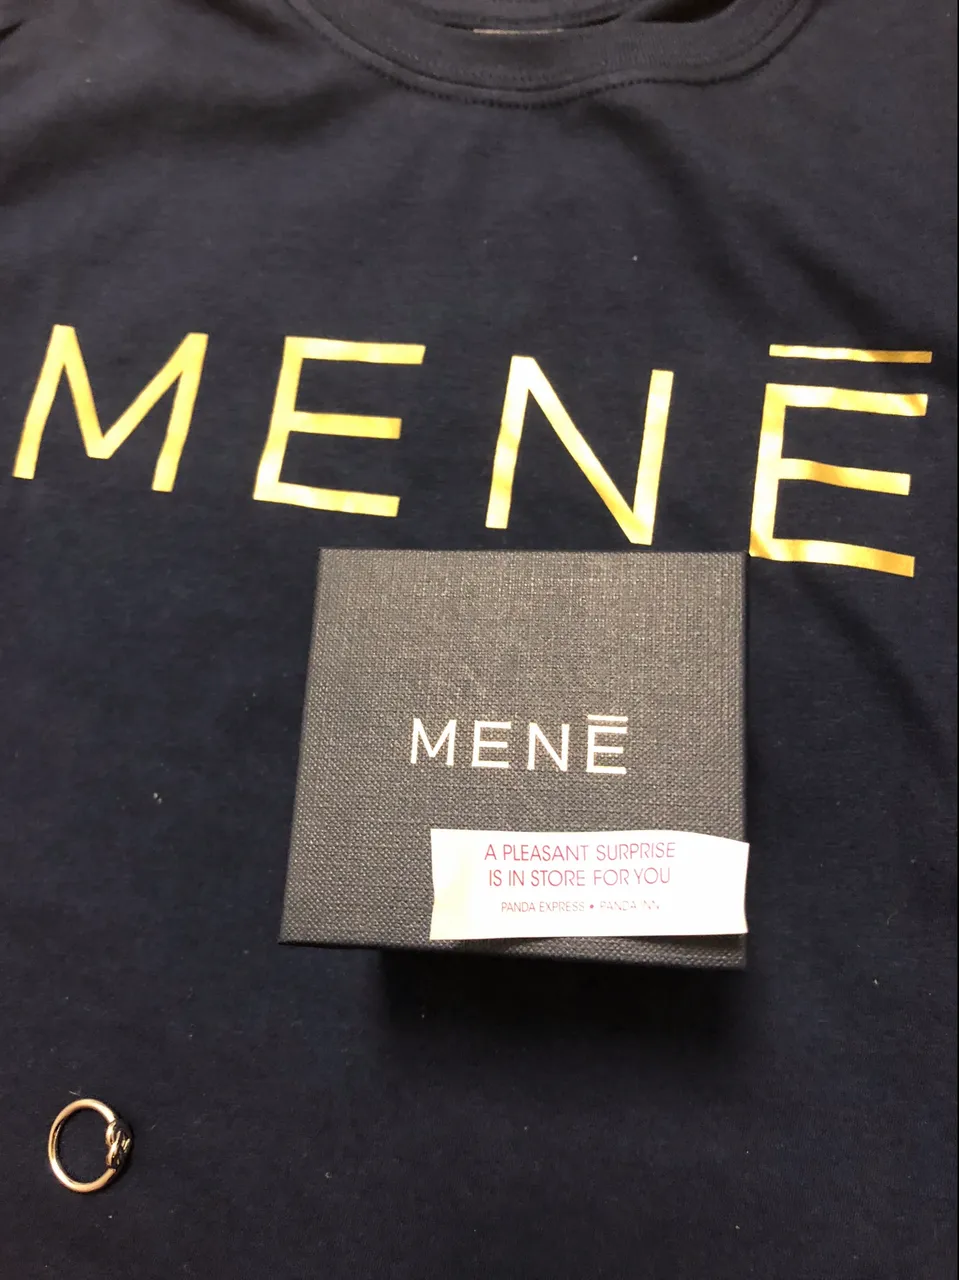 MENĒ
MENĒ
A PLEASANT SURPRISE
IS IN STORE FOR YOU
PANDA EXPRESS • PANDA INN